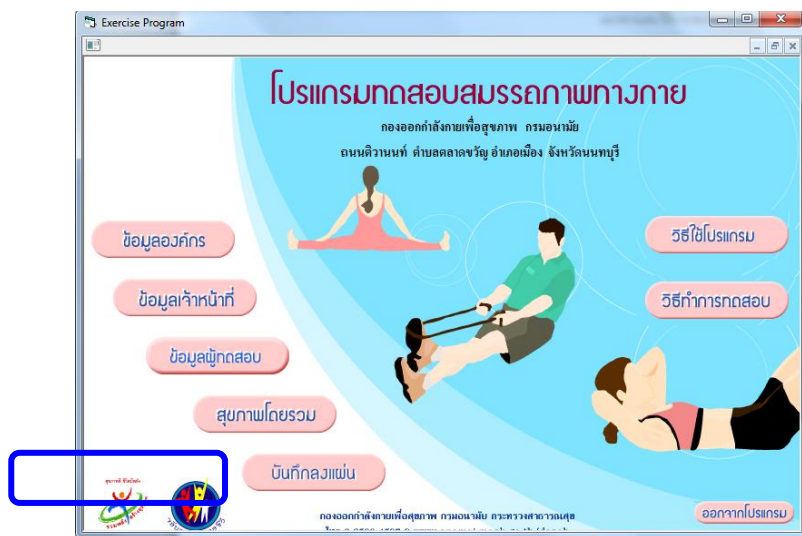 Exercise Program
โปรแกรมทดสอบสมรรถภาพทางกาย
กองออกกำลังกายเพื่อสุขภาพ กรมอนามัย
ถนนติวานนท์ ตำบลตลาดขวัญ อำเภอเมือง จังหวัดนนทบุรี
ข้อมูลองค์กร
ข้อมูลเจ้าหน้าที่
ข้อมูลผู้ทดสอบ
สุขภาพโดยรวม
บันทึกลงแผ่น
วิธีใช้โปรแกรม
วิธีทำการทดสอบ
ออกจากโปรแกรม
กองออกกำลังกายเพื่อสุขภาพ กรมอนามัย กระทรวงสาธารณสุข